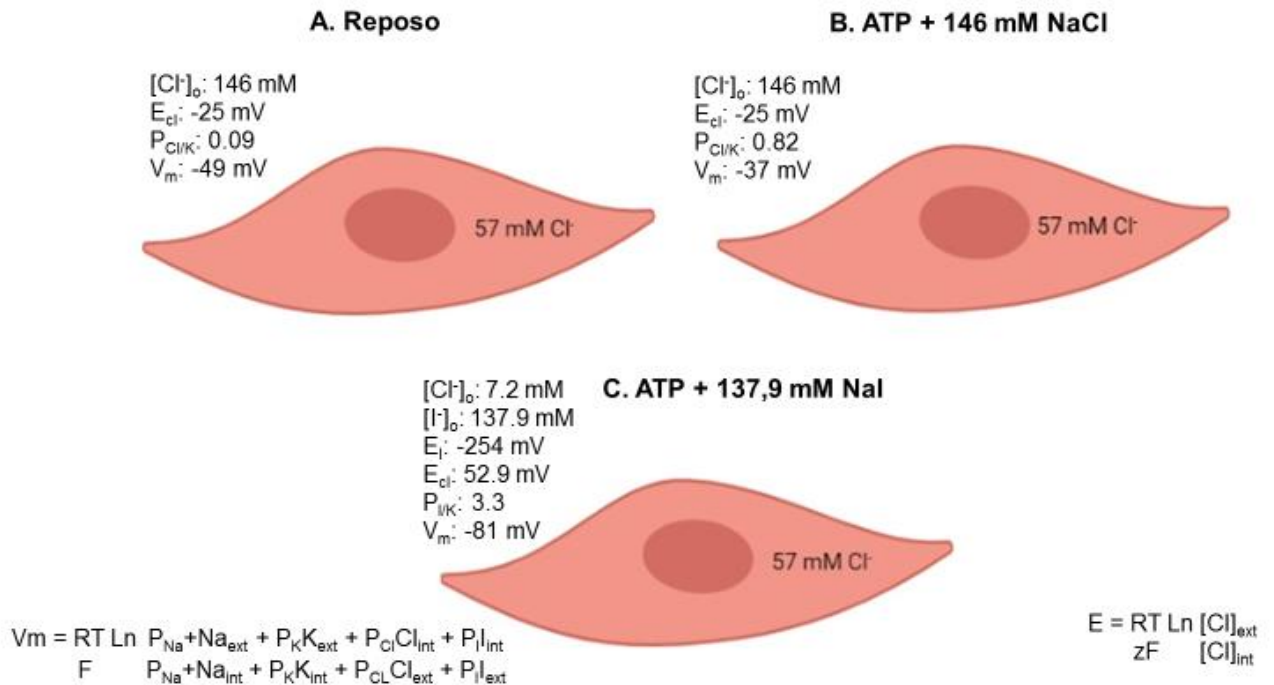 A. Reposo
[Cl-]o: 146 mM
Ecl: -25 mV
PCl/K: 0.09
Vm: -49 mV
57 mM Cl-
B. ATP + 146 mM NaCl
[Cl-]o: 146 mM
Ecl: -25 mV
PCl/K: 0.82
Vm: -37 mV
57 mM Cl-
C. ATP + 137,9 mM NaI
[Cl-]o: 7.2 mM
[I-]o: 137.9 mM
EI: -254 mV
Ecl: 52.9 mV
PI/K: 3.3
Vm: -81 mV
57 mM Cl-
Vm = RT Ln PNa+Naext + PKKext + PClClint + PIIint
F PNa+Naint + PKKint + PCLClext + PIIext
E = RT Ln [Cl]ext
zF [Cl]int